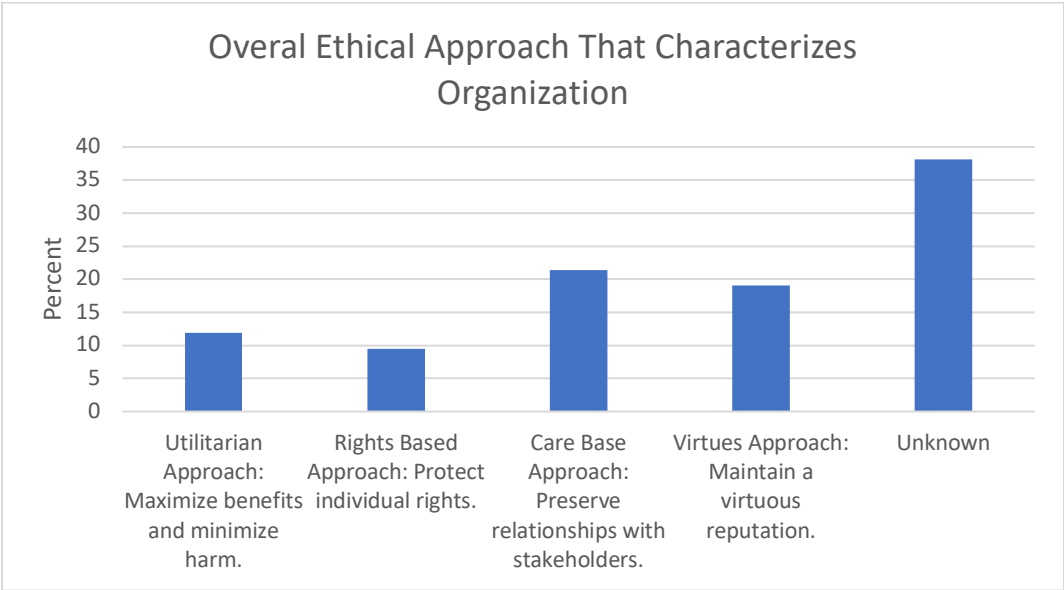 Overal Ethical Approach That Characterizes
Organization
40
35
30
25
20
15
10
5
0
Percent
Utilitarian
Approach:
Maximize benefits
and minimize
harm.
Rights Based
Approach: Protect
individual rights.
Care Base
Approach:
Preserve
relationships with
stakeholders.
Virtues Approach:
Maintain a
virtuous
reputation.
Unknown